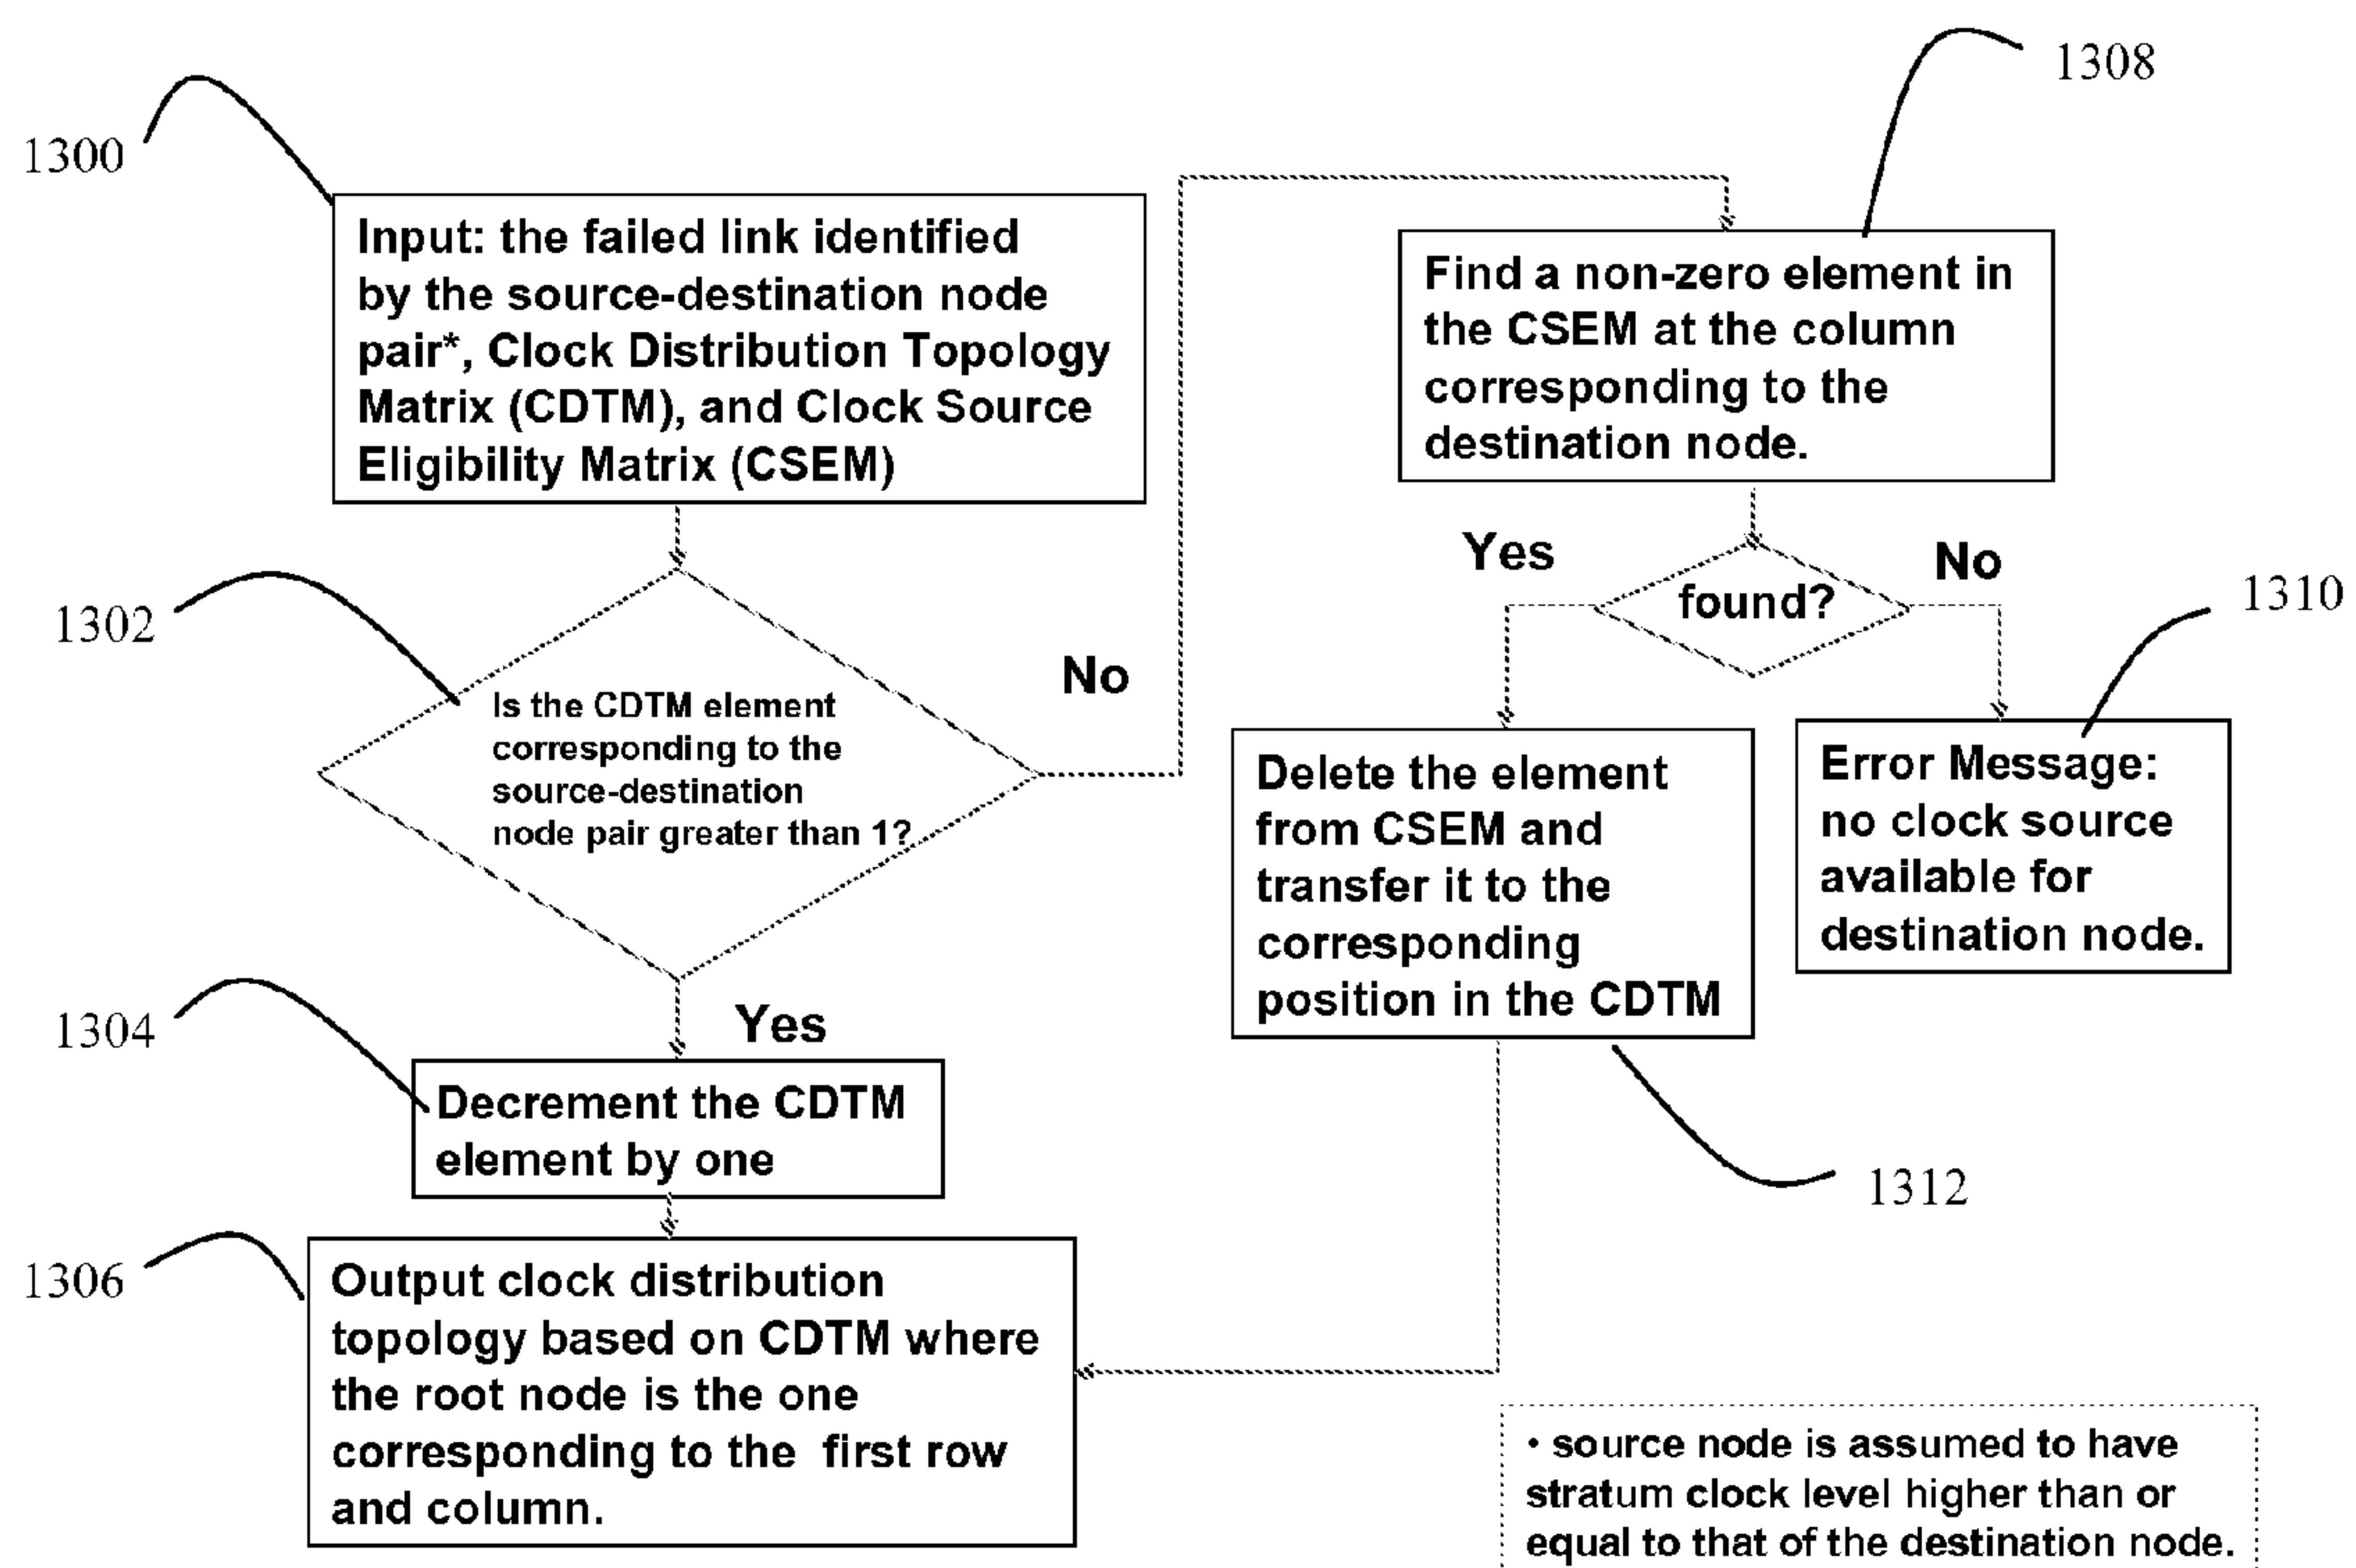 1300
Input: the failed link identified
by the source-destination node
pair*, Clock Distribution Topology
Matrix (CDTM), and Clock Source
Eligibility Matrix (CSEM)
1302
Is the CDTM element
corresponding to the
source-destination
node pair greater than 1?
No
Yes
1304
Decrement the CDTM
element by one
1306
Output clock distribution
topology based on CDTM where
the root node is the one
corresponding to the first row
and column.
1308
Find a non-zero element in
the CSEM at the column
corresponding to the
destination node.
Yes
found?
No
1310
Error Message:
no clock source
available for
destination node.
Delete the element
from CSEM and
transfer it to the
corresponding
position in the CDTM
1312
• source node is assumed to have
stratum clock level higher than or
equal to that of the destination node.